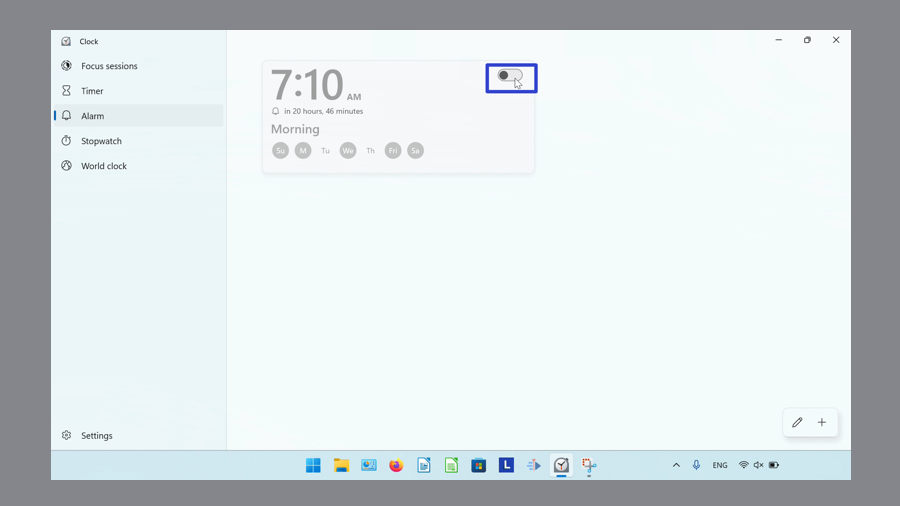 Clock
Focus sessions
Timer
Alarm
Stopwatch
World clock
Settings
7:10 AM
in 20 hours, 46 minutes
Morning
Su M Tu We Th Fri Sa
L
ENG